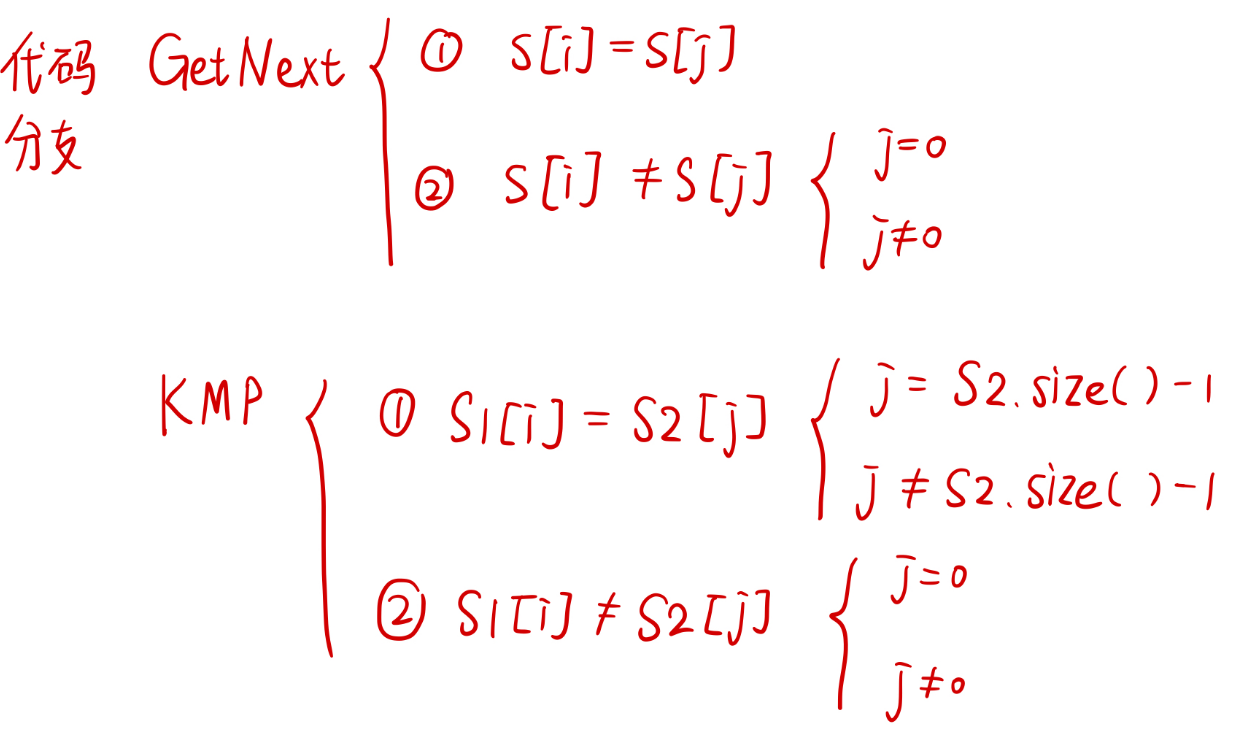 代码 GetNext ① S[i]=S[j]
分支
② S[i]≠S[j] j=0
j≠0
KMP ① S1[i]=S2[j] j=S2.size()-1
j≠S2.size()-1
② S1[i]≠S2[j] j=0
j≠0